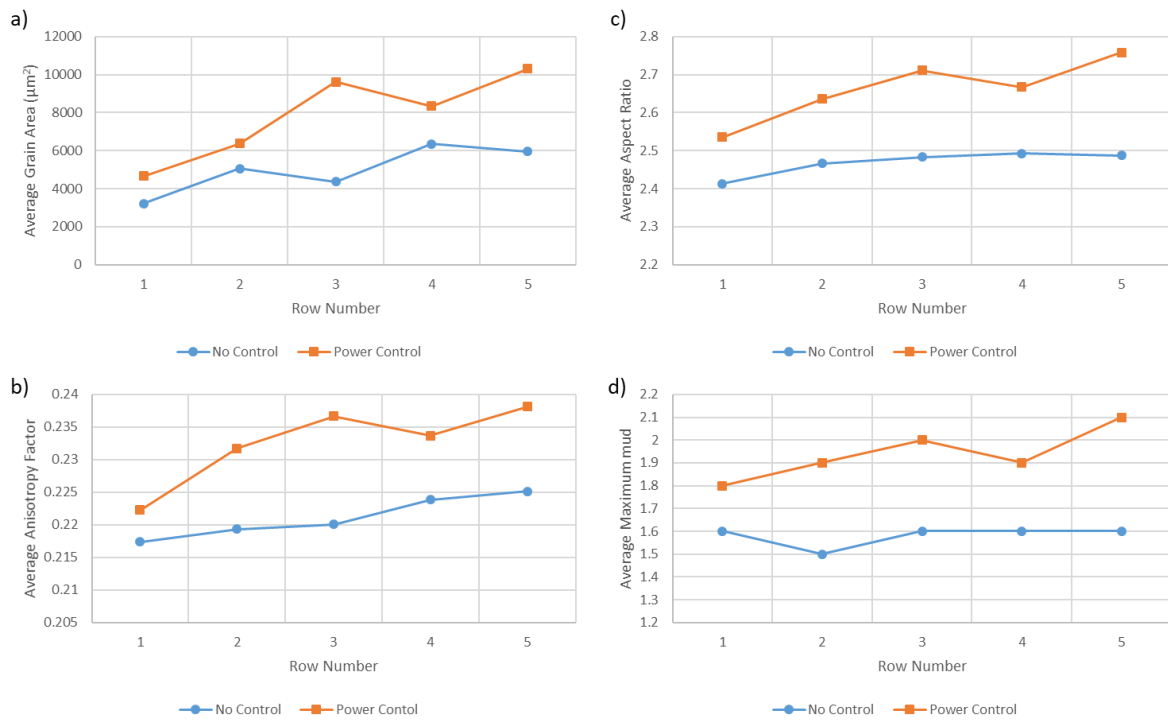 a)
Average Grain Area (µm²)
12000
10000
8000
6000
4000
2000
0
1 2 3 4 5
Row Number
No Control Power Control
c)
Average Aspect Ratio
2.8
2.7
2.6
2.5
2.4
2.3
2.2
1 2 3 4 5
Row Number
No Control Power Control
b)
Average Anisotropy Factor
0.24
0.235
0.23
0.225
0.22
0.215
0.21
0.205
1 2 3 4 5
Row Number
No Control Power Contol
d)
Average Maximum mud
2.2
2.1
2
1.9
1.8
1.7
1.6
1.5
1.4
1.3
1.2
1 2 3 4 5
Row Number
No Control Power Control